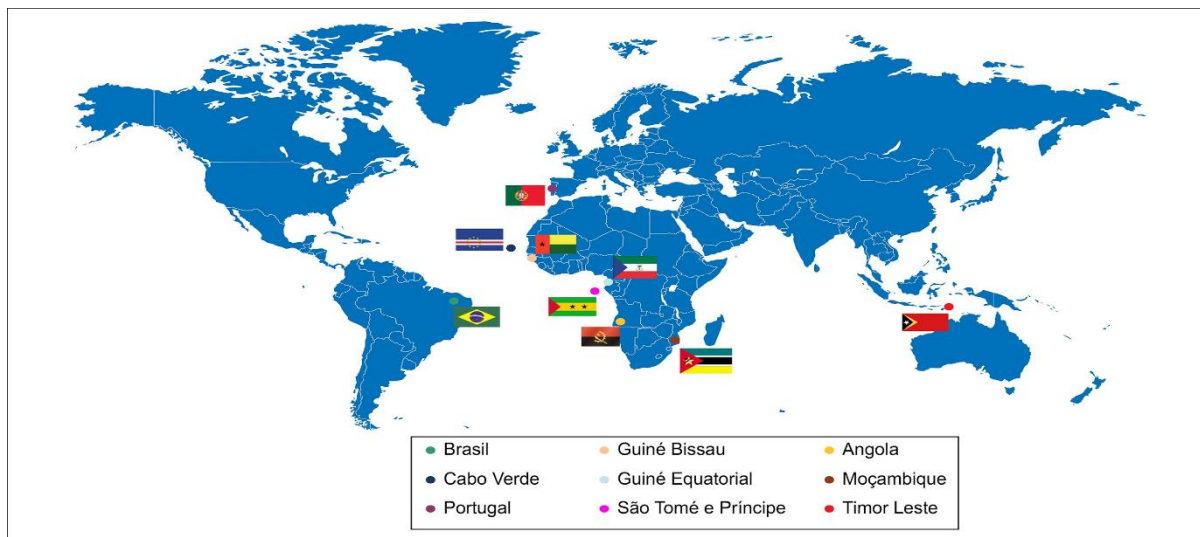 Brasil
Guiné Bissau
Angola
Cabo Verde
Guiné Equatorial
Moçambique
Portugal
São Tomé e Príncipe
Timor Leste